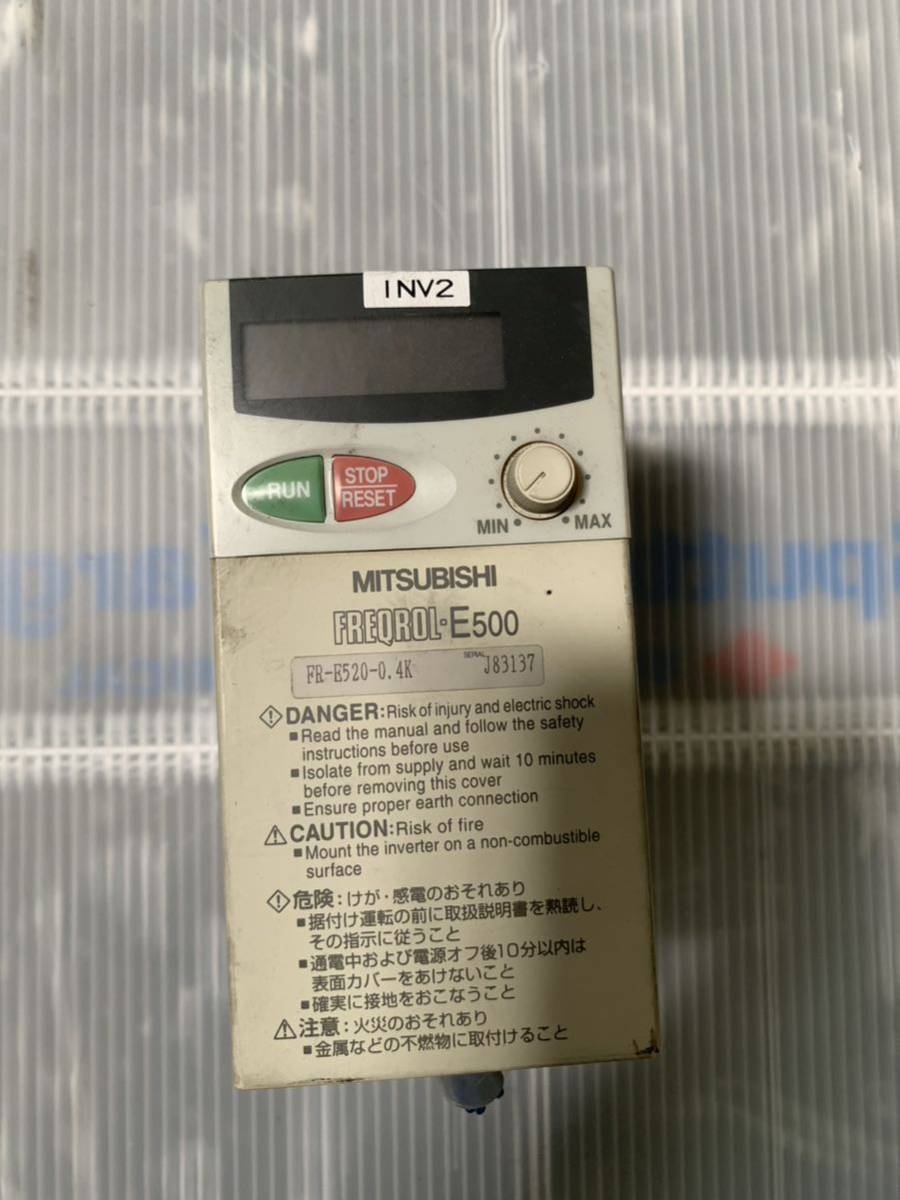 INV2
RUN
STOP
RESET
MIN
MAX
MITSUBISHI
FREQROL-E500
FR-E520-0.4K SERIAL J83137
DANGER: Risk of injury and electric shock
■ Read the manual and follow the safety
instructions before use
■ Isolate from supply and wait 10 minutes
before removing this cover
■ Ensure proper earth connection
CAUTION: Risk of fire
■ Mount the inverter on a non-combustible
surface
危険：けが・感電のおそれあり
■ 据付け運転の前に取扱説明書を熟読し、
その指示に従うこと
■ 通電中および電源オフ後10分以内は
表面カバーをあけないこと
■ 確実に接地をおこなうこと
注意：火災のおそれあり
■ 金属などの不燃物に取付けること